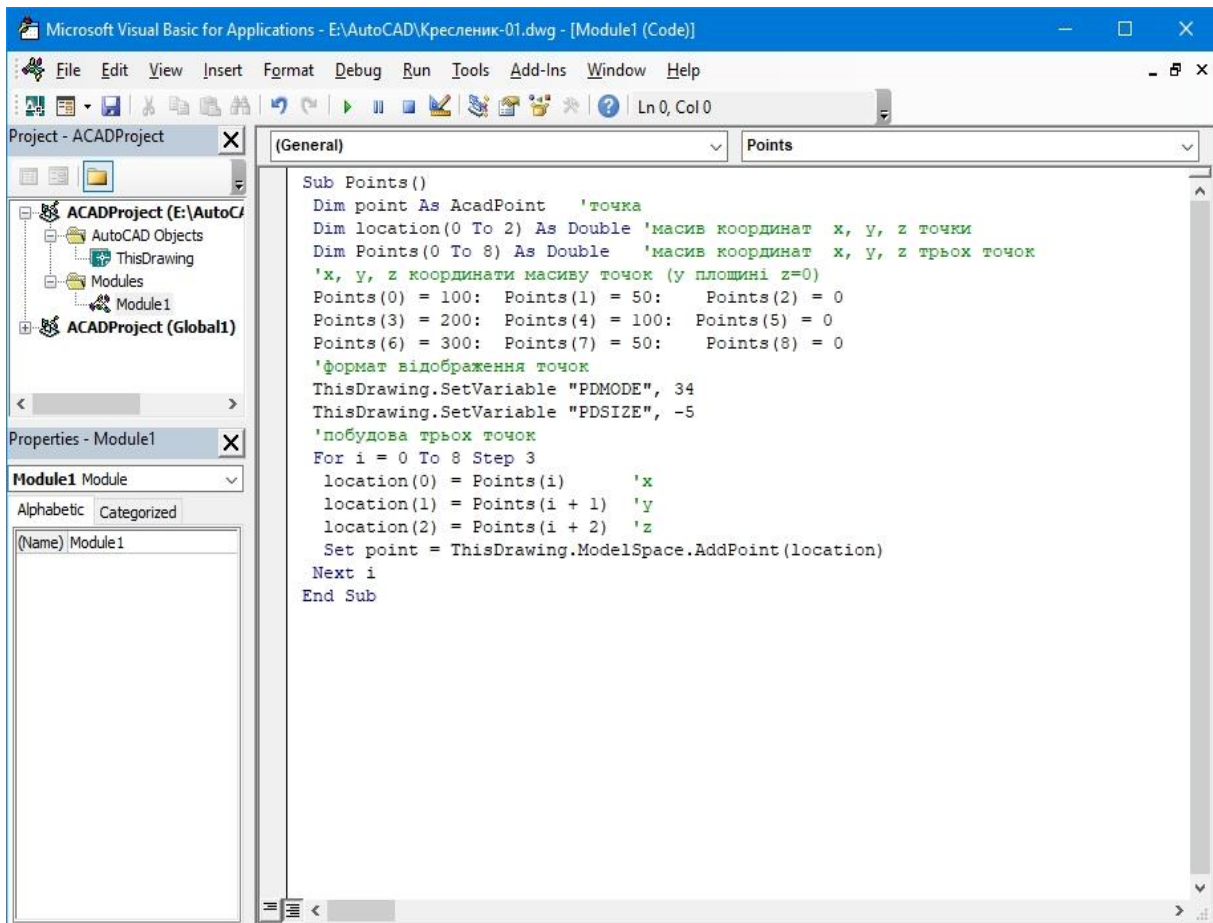 Microsoft Visual Basic for Applications - E:\AutoCAD\Кресленик-01.dwg - [Module1 (Code)]
File Edit View Insert Format Debug Run Tools Add-Ins Window Help
Ln 0, Col 0
Project - ACADProject
ACADProject (E:\AutoCA
AutoCAD Objects
ThisDrawing
Modules
Module1
ACADProject (Global1)
Properties - Module1
Module1 Module
Alphabetic Categorized
(Name) Module1
(General) Points
Sub Points()
Dim point As AcadPoint 'точка
Dim location(0 To 2) As Double 'масив координат x, y, z точки
Dim Points(0 To 8) As Double 'масив координат x, y, z трьох точок
'x, y, z координати масиву точок (у площині z=0)
Points(0) = 100: Points(1) = 50: Points(2) = 0
Points(3) = 200: Points(4) = 100: Points(5) = 0
Points(6) = 300: Points(7) = 50: Points(8) = 0
'формат відображення точок
ThisDrawing.SetVariable "PDMODE", 34
ThisDrawing.SetVariable "PDSIZE", -5
'побудова трьох точок
For i = 0 To 8 Step 3
location(0) = Points(i) 'x
location(1) = Points(i + 1) 'y
location(2) = Points(i + 2) 'z
Set point = ThisDrawing.ModelSpace.AddPoint(location)
Next i
End Sub